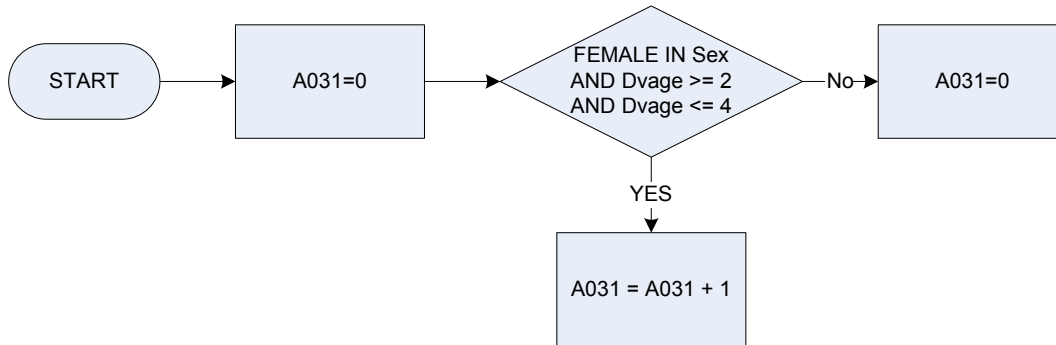 START
A031=0
FEMALE IN Sex
AND Dvage >= 2
AND Dvage <= 4
No
A031=0
YES
A031 = A031 + 1